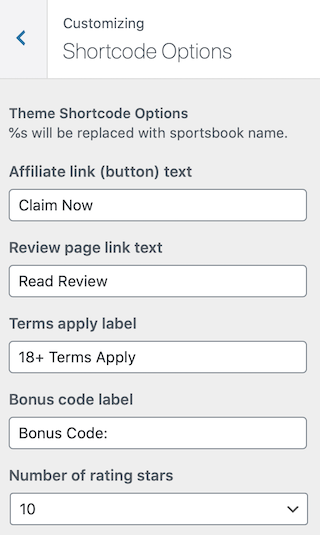 Customizing
Shortcode Options
Theme Shortcode Options
%s will be replaced with sportsbook name.
Affiliate link (button) text
Claim Now
Review page link text
Read Review
Terms apply label
18+ Terms Apply
Bonus code label
Bonus Code:
Number of rating stars
10